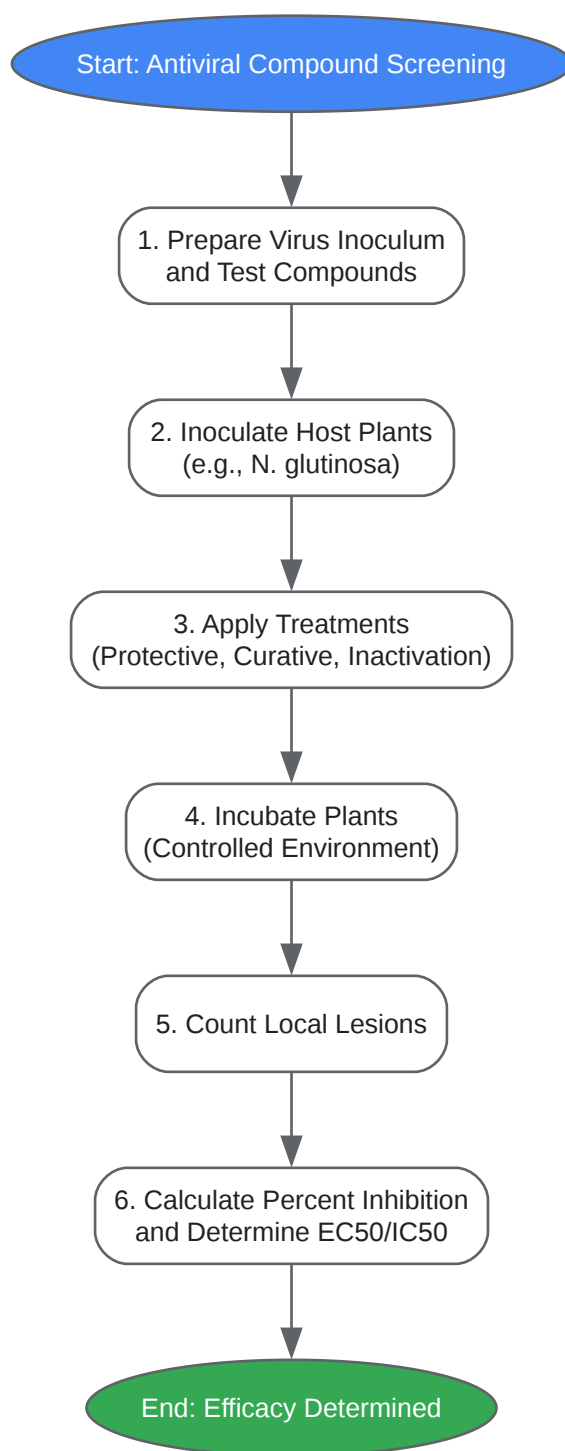 Start: Antiviral Compound Screening
1. Prepare Virus Inoculum
and Test Compounds
2. Inoculate Host Plants
(e.g., N. glutinosa)
3. Apply Treatments
(Protective, Curative, Inactivation)
4. Incubate Plants
(Controlled Environment)
5. Count Local Lesions
6. Calculate Percent Inhibition
and Determine EC50/IC50
End: Efficacy Determined